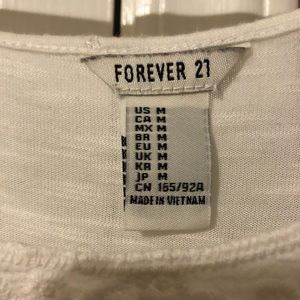 FOREVER 21
US M
CA M
MX M
BR M
EU M
UK M
KR M
JP M
CN 165/92A
MADE IN VIETNAM